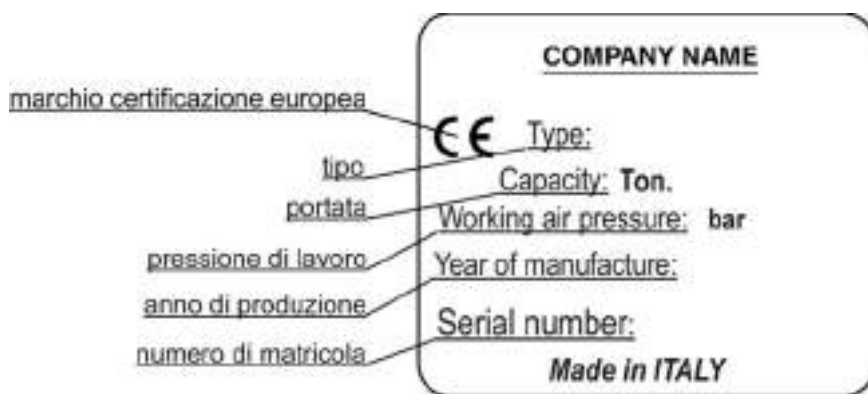 COMPANY NAME
marchio certificazione europea
CE Type:
tipo
Capacity: Ton.
portata
Working air pressure: bar
pressione di lavoro
Year of manufacture:
anno di produzione
Serial number:
numero di matricola
Made in ITALY